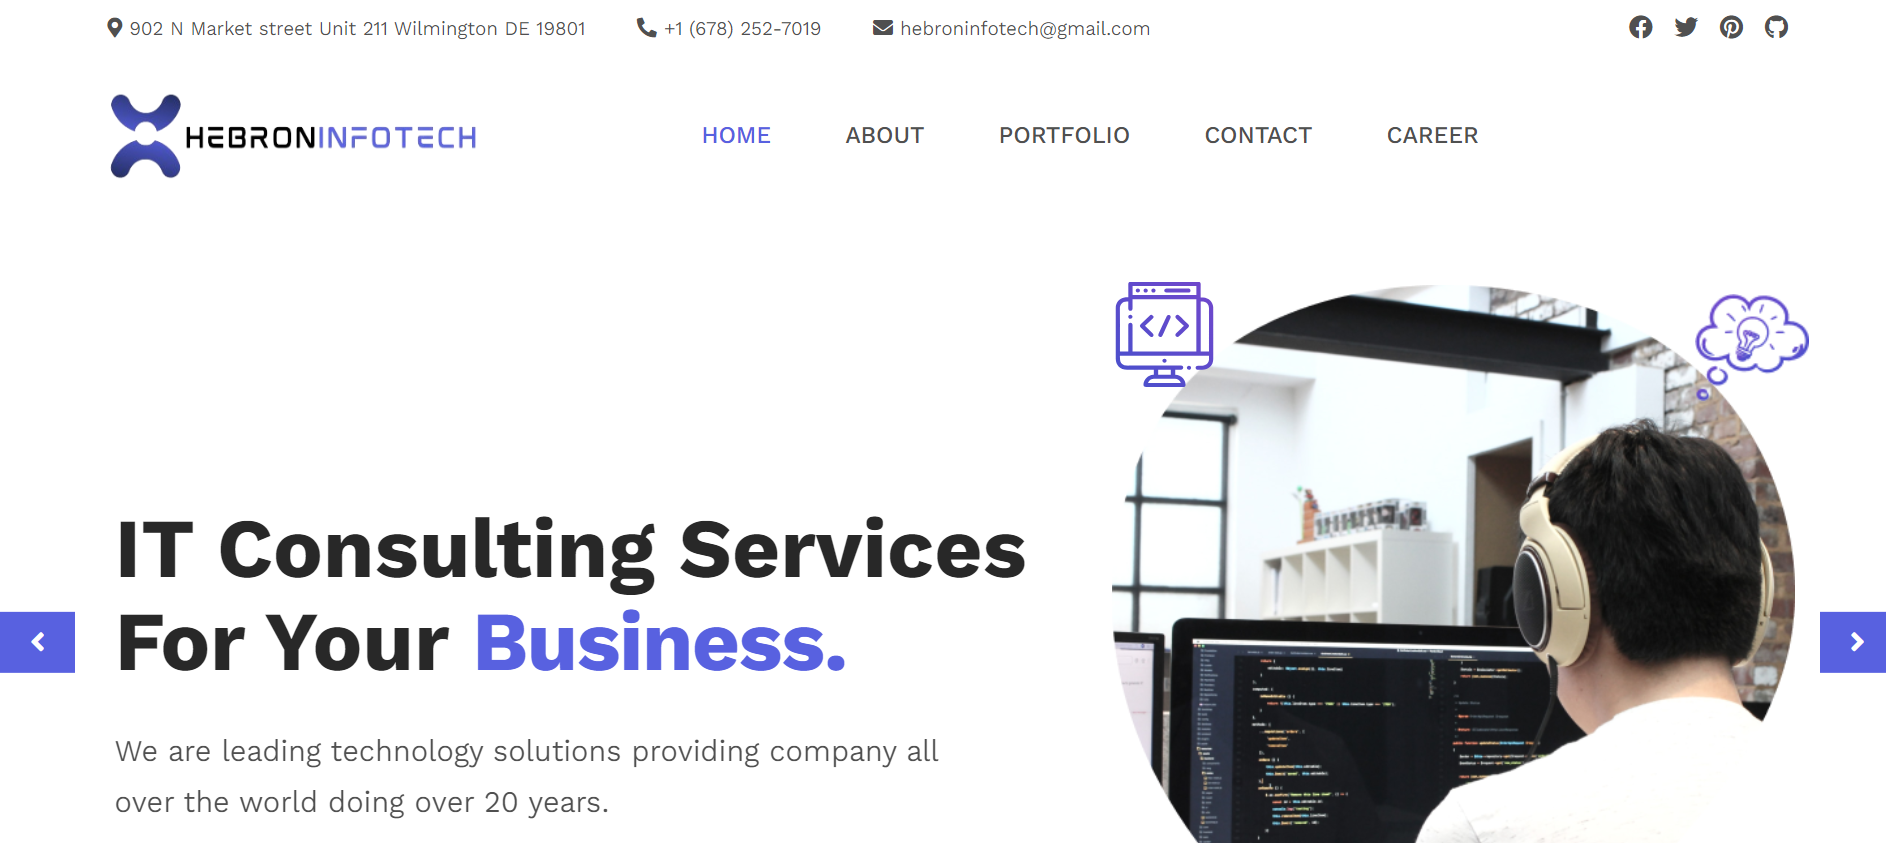 902 N Market street Unit 211 Wilmington DE 19801
+1 (678) 252-7019
hebroninfotech@gmail.com
HEBRONINFOTECH
HOME
ABOUT
PORTFOLIO
CONTACT
CAREER
</>
IT Consulting Services
For Your Business.
We are leading technology solutions providing company all
over the world doing over 20 years.